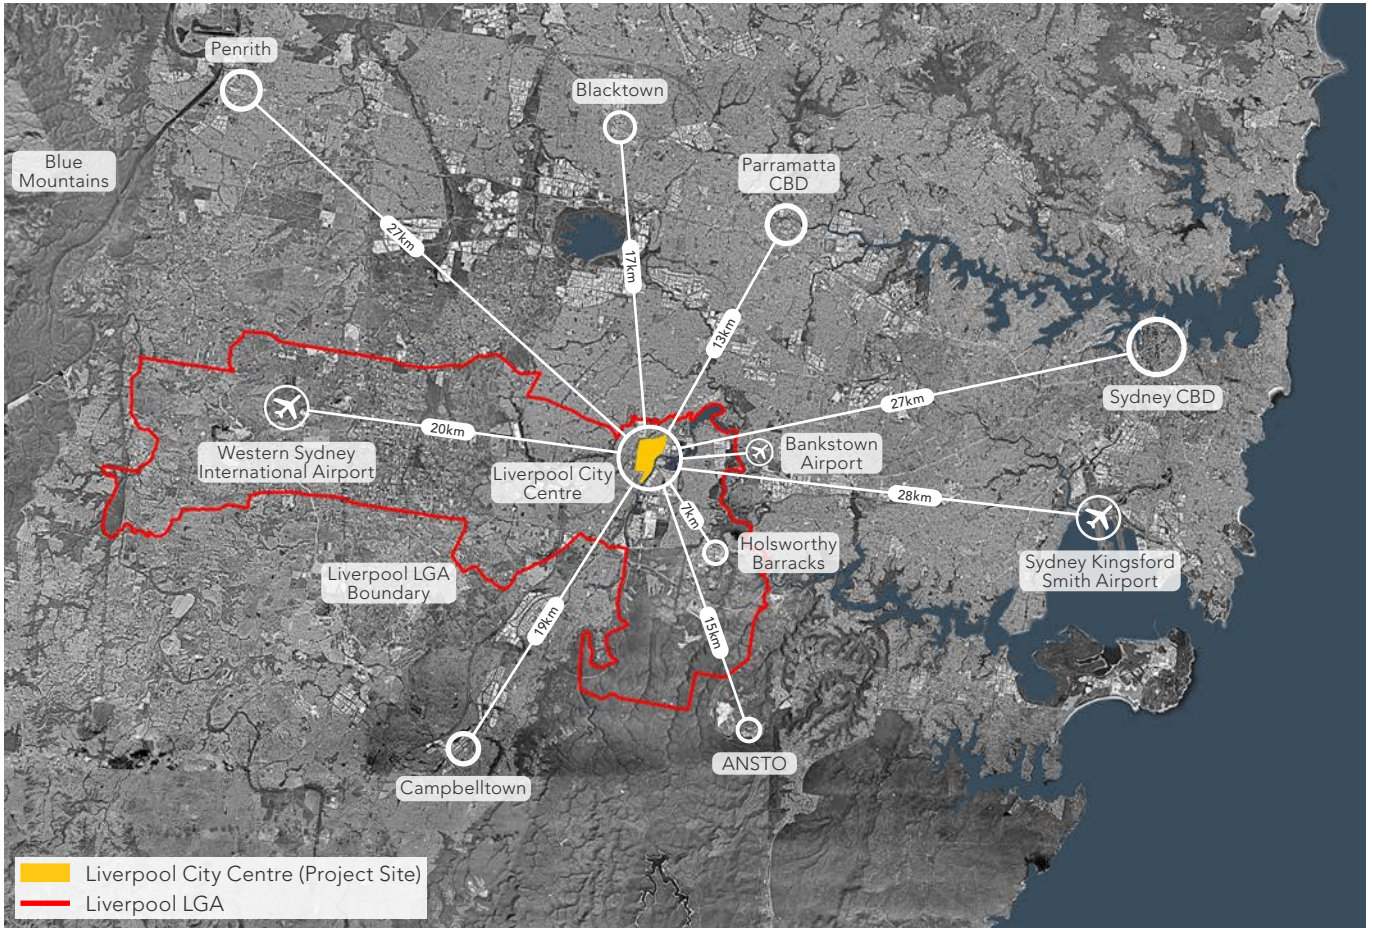 Penrith
Blacktown
Blue
Mountains
Parramatta
CBD
27km
17km
13km
Sydney CBD
27km
20km
Western Sydney
International Airport
Liverpool City
Centre
Bankstown
Airport
28km
7km
Holsworthy
Barracks
Sydney Kingsford
Smith Airport
Liverpool LGA
Boundary
19km
15km
ANSTO
Campbelltown
Liverpool City Centre (Project Site)
Liverpool LGA